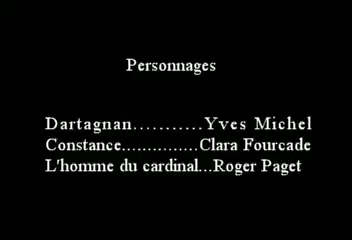 Personnages
Dartagnan...........Yves Michel
Constance...............Clara Fourcade
L'homme du cardinal...Roger Paget